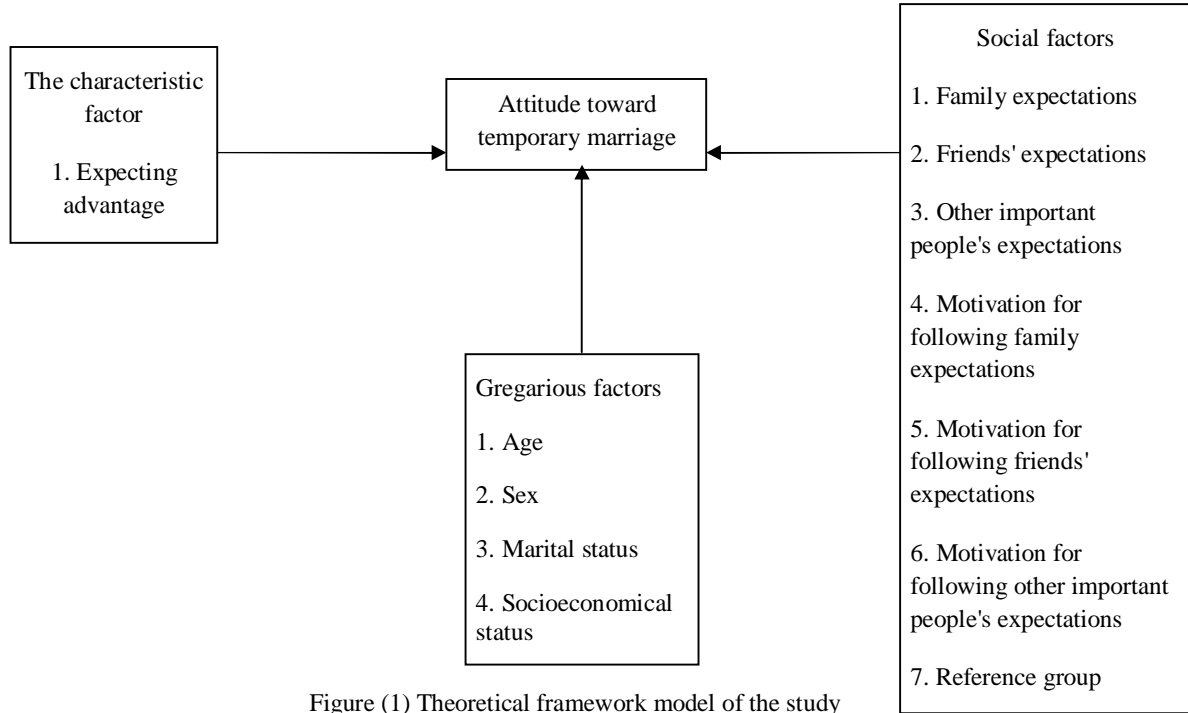 The characteristic
factor
1. Expecting
advantage
Attitude toward
temporary marriage
Gregarious factors
1. Age
2. Sex
3. Marital status
4. Socioeconomical
status
Social factors
1. Family expectations
2. Friends' expectations
3. Other important
people's expectations
4. Motivation for
following family
expectations
5. Motivation for
following friends'
expectations
6. Motivation for
following other important
people's expectations
7. Reference group
Figure (1) Theoretical framework model of the study